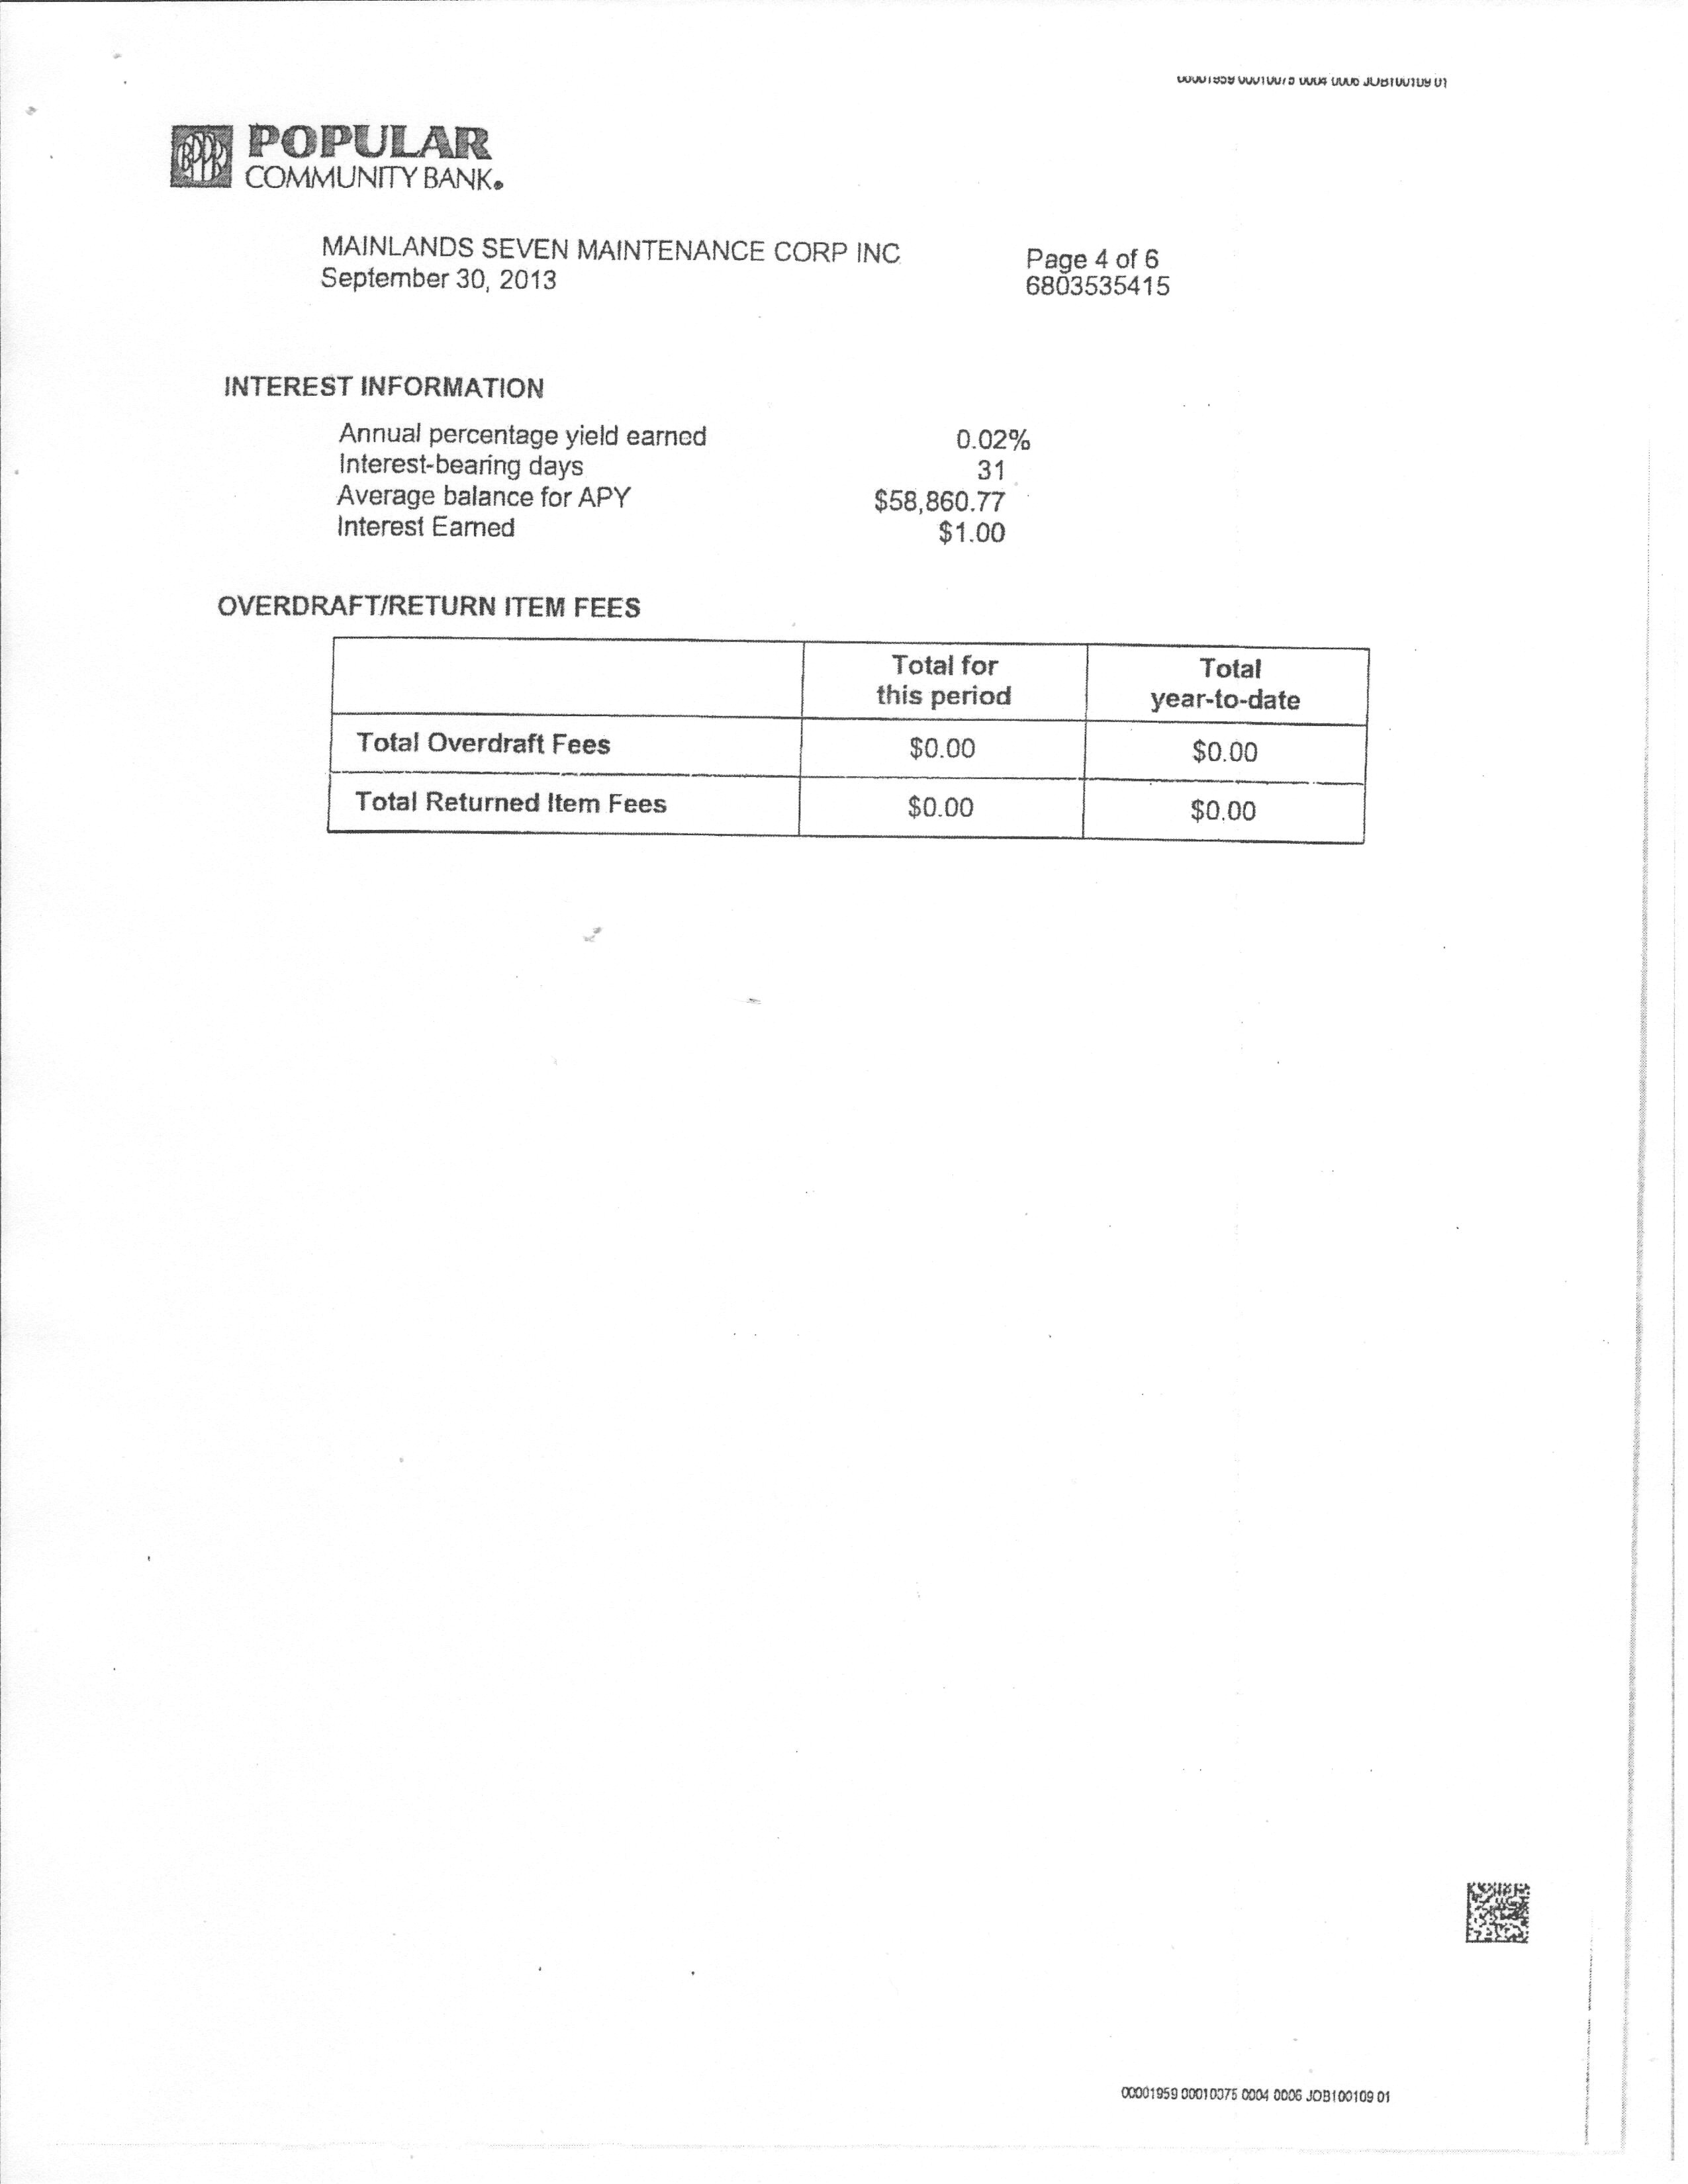 00001959 00010075 0004 0006 JOB100109 01
BPPR
POPULAR
COMMUNITY BANK.
MAINLANDS SEVEN MAINTENANCE CORP INC
September 30, 2013
Page 4 of 6
6803535415
INTEREST INFORMATION
Annual percentage yield earned 0.02%
Interest-bearing days 31
Average balance for APY $58,860.77
Interest Earned $1.00
OVERDRAFT/RETURN ITEM FEES
Total for Total
this period year-to-date
Total Overdraft Fees $0.00 $0.00
Total Returned Item Fees $0.00 $0.00
00001959 00010075 0004 0006 JOB100109 01